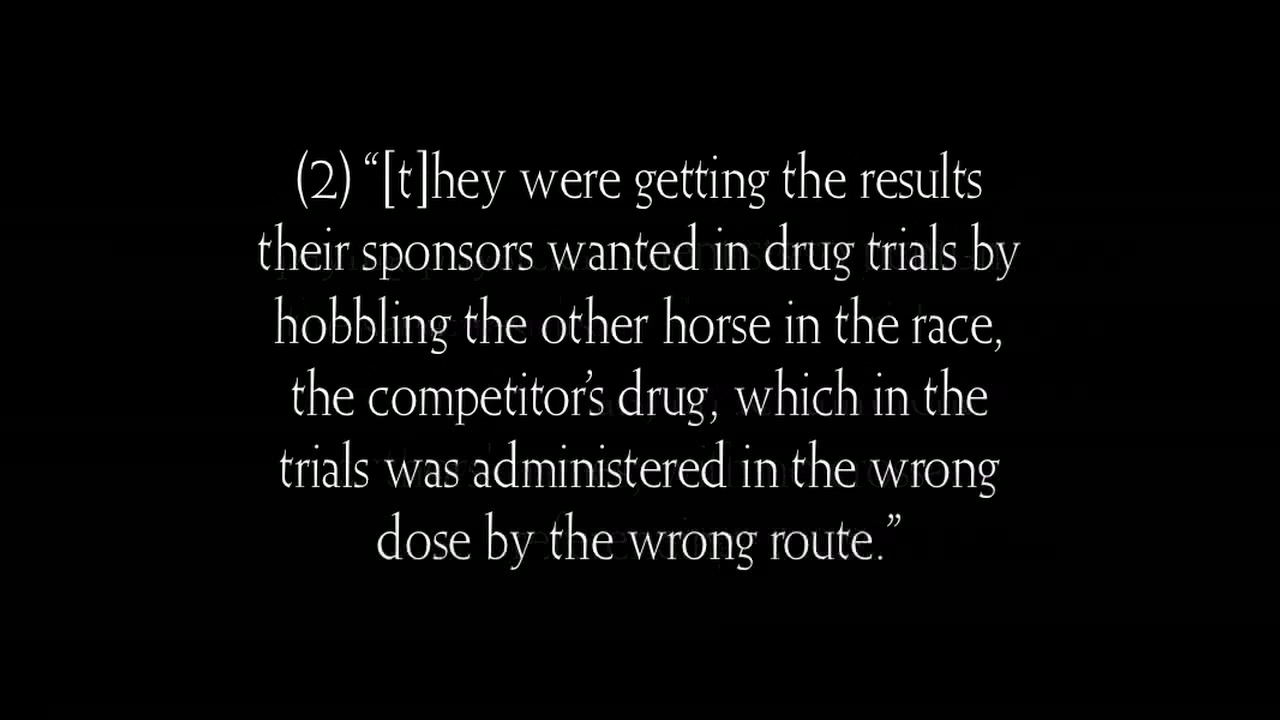 (2) “[t]hey were getting the results
their sponsors wanted in drug trials by
hobbling the other horse in the race,
the competitor’s drug, which in the
trials was administered in the wrong
dose by the wrong route.”